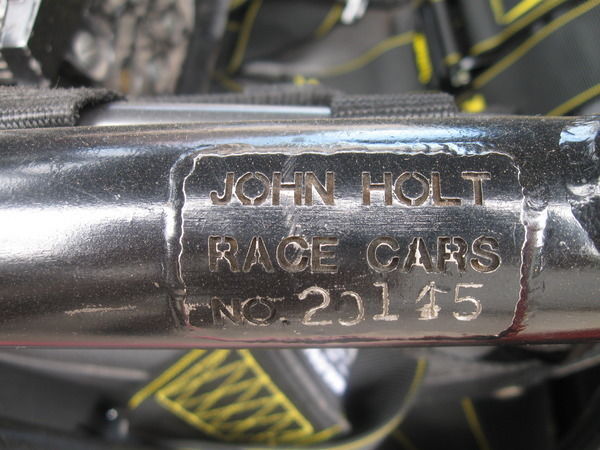 JOHN HOLT
RACE CARS
NO. 20145